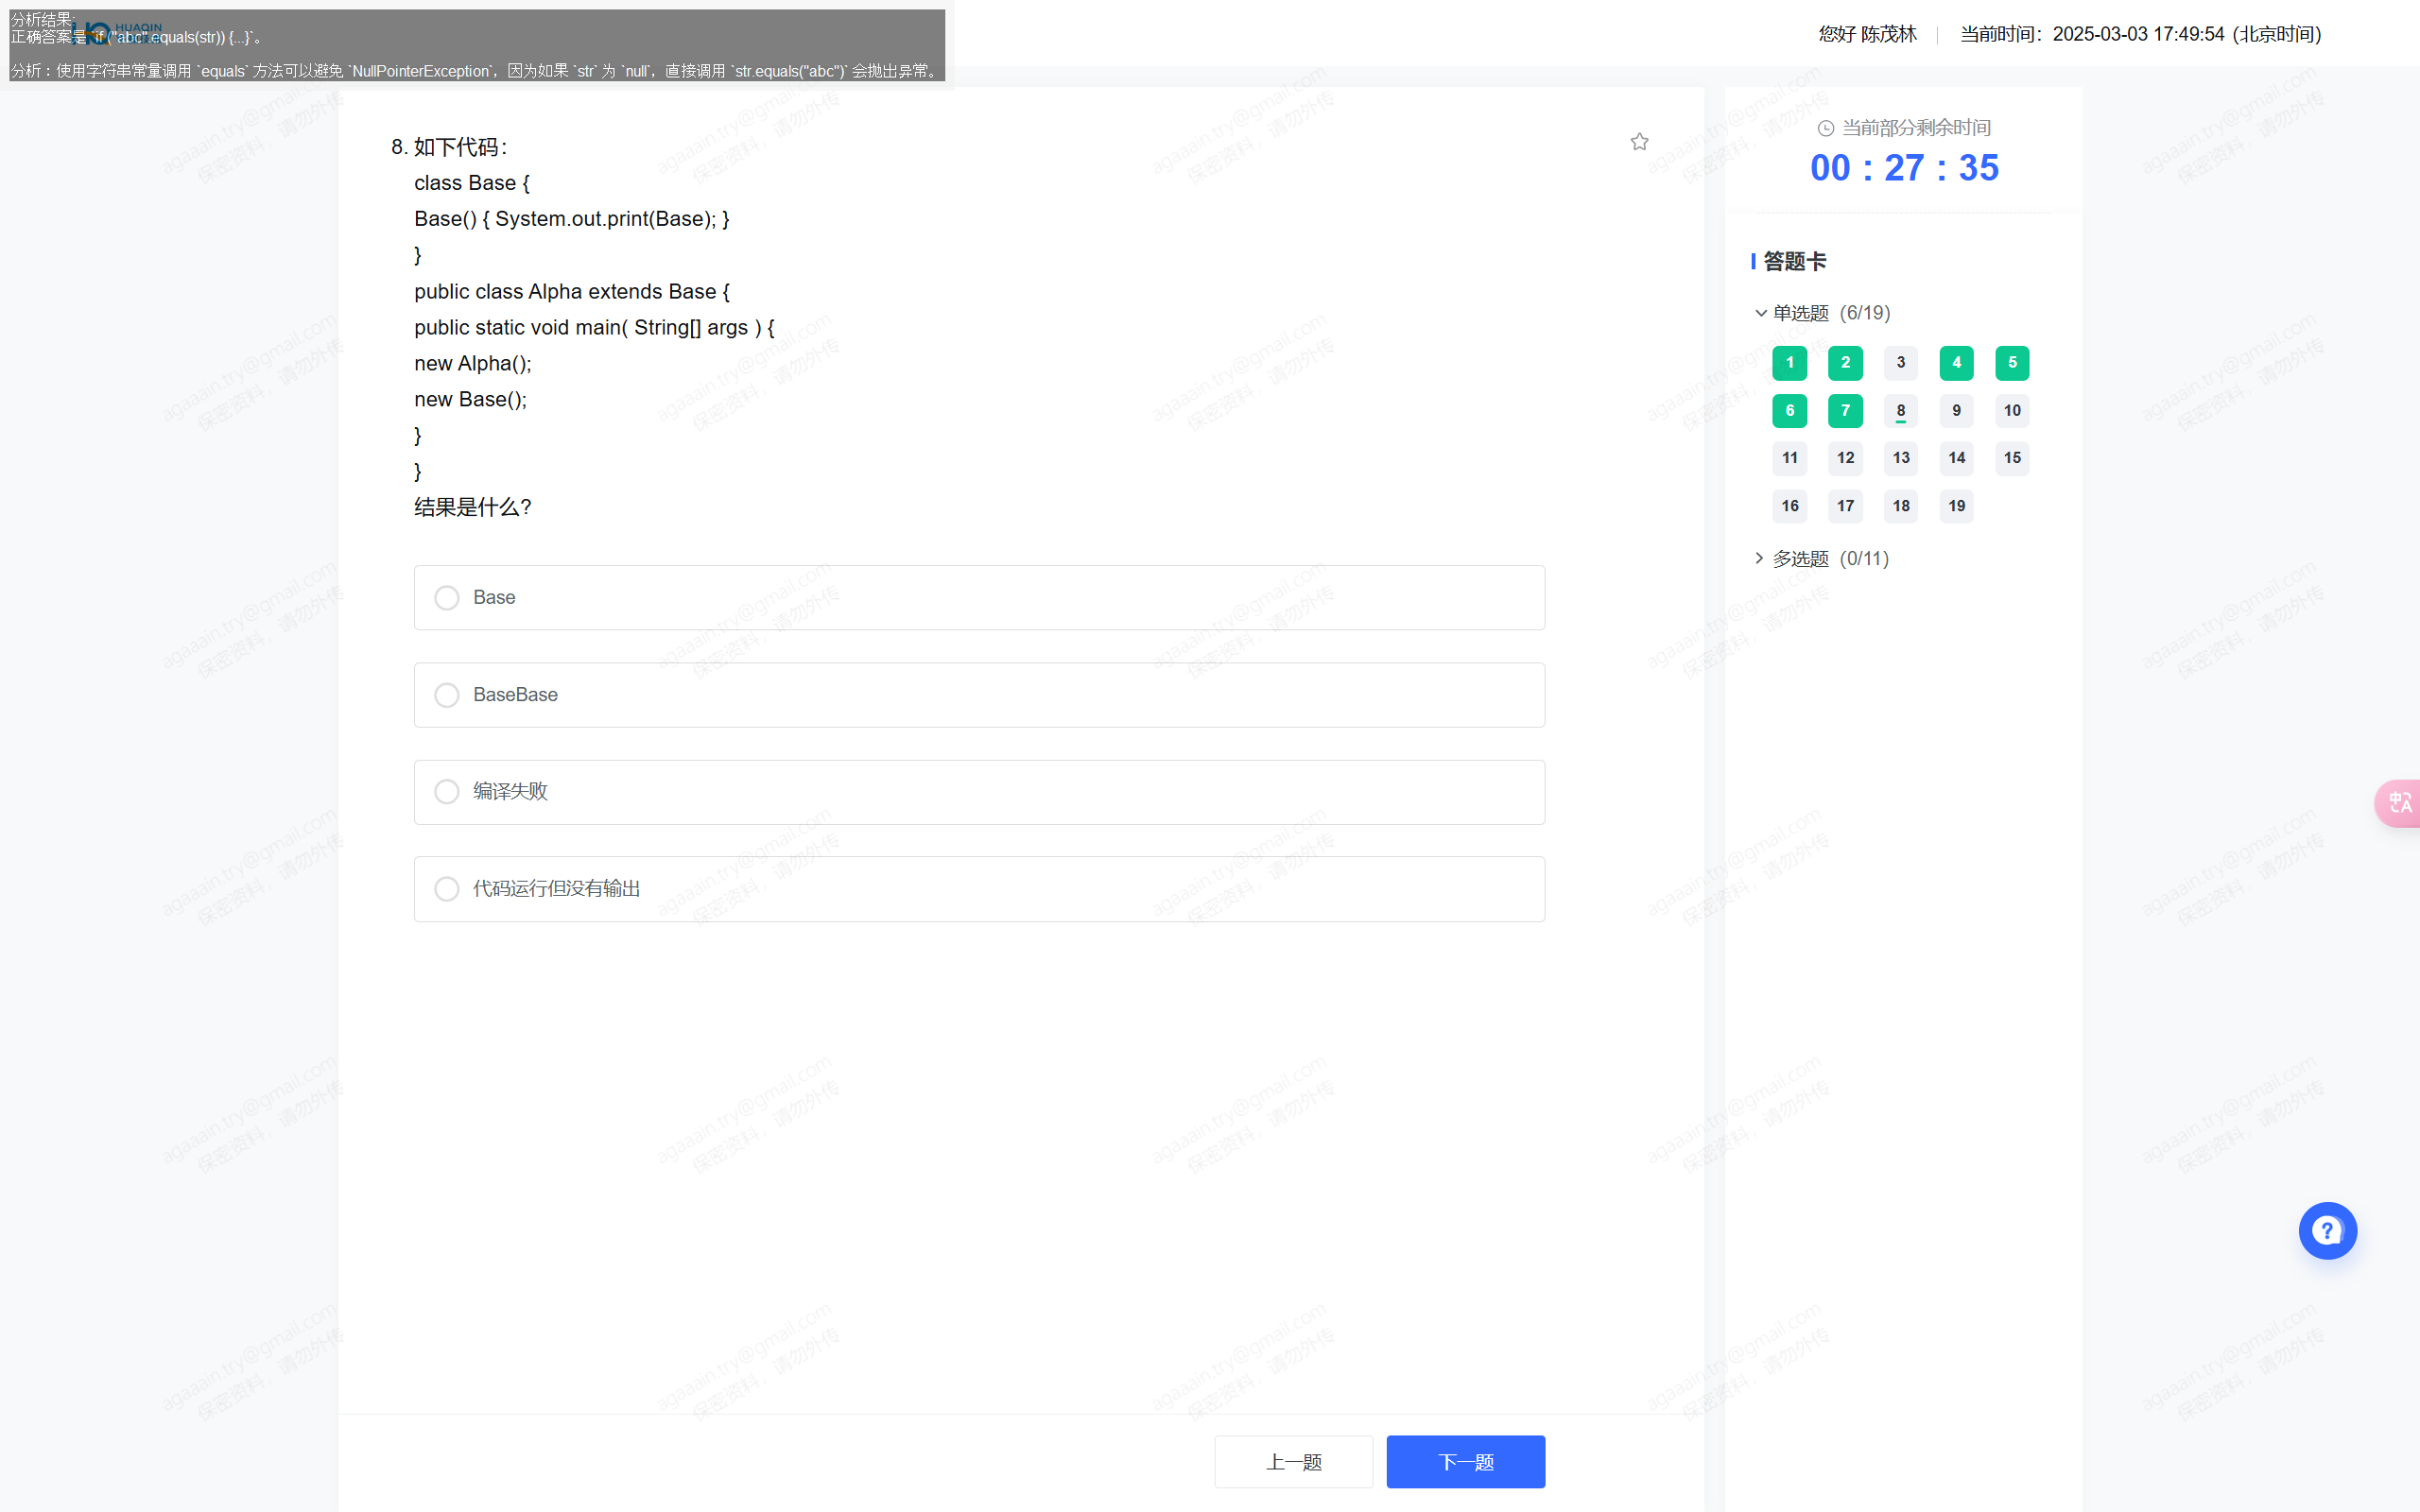 分析结果:
HUAQIN
正确答案是 `if ("abc".equals(str)) {...}`。
分析：使用字符串常量调用 `equals` 方法可以避免 `NullPointerException`，因为如果 `str` 为 `null`，直接调用 `str.equals("abc")` 会抛出异常。
您好 陈茂林
当前时间：2025-03-03 17:49:54 (北京时间)
8. 如下代码：
class Base {
Base() { System.out.print(Base); }
}
public class Alpha extends Base {
public static void main( String[] args ) {
new Alpha();
new Base();
}
}
结果是什么?
Base
BaseBase
编译失败
代码运行但没有输出
上一题
下一题
当前部分剩余时间
00 : 27 : 35
答题卡
单选题 (6/19)
1 2 3 4 5
6 7 8 9 10
11 12 13 14 15
16 17 18 19
多选题 (0/11)
agaaain.try@gmail.com
保密资料，请勿外传